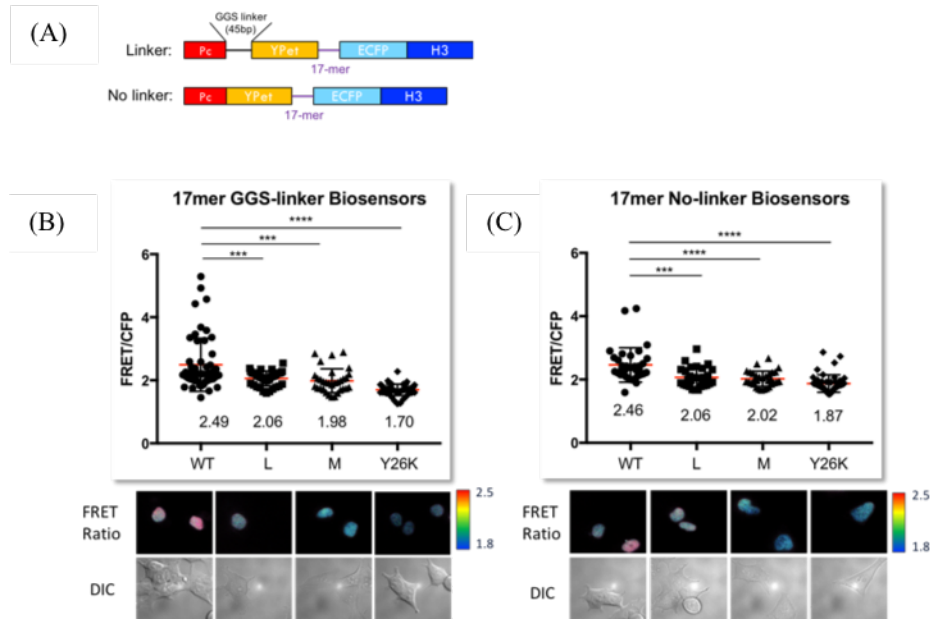 (A)
GGS linker
(45bp)
Linker: Pc YPet ECFP H3
17-mer
No linker: Pc YPet ECFP H3
17-mer
(B)
17mer GGS-linker Biosensors
****
***
***
FRET/CFP
6
4
2
0
2.49 2.06 1.98 1.70
WT L M Y26K
FRET
Ratio
2.5
1.8
DIC
(C)
17mer No-linker Biosensors
****
****
***
FRET/CFP
6
4
2
0
2.46 2.06 2.02 1.87
WT L M Y26K
FRET
Ratio
2.5
1.8
DIC